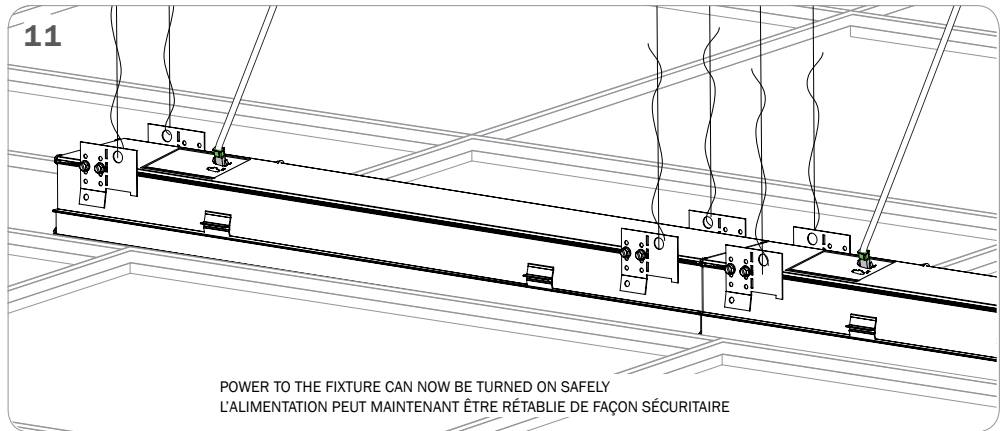 11
POWER TO THE FIXTURE CAN NOW BE TURNED ON SAFELY
L'ALIMENTATION PEUT MAINTENANT ÊTRE RÉTABLIE DE FAÇON SÉCURITAIRE